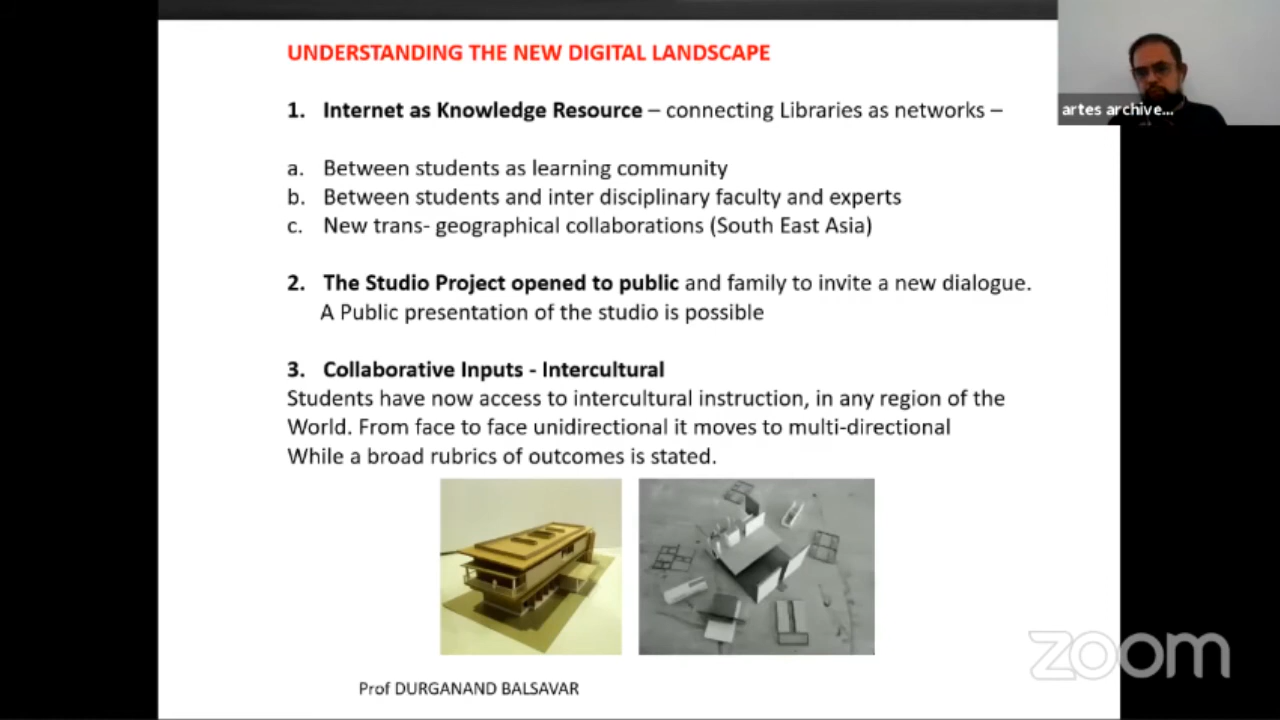 UNDERSTANDING THE NEW DIGITAL LANDSCAPE
1. Internet as Knowledge Resource – connecting Libraries as networks –
artes archive...
a. Between students as learning community
b. Between students and inter disciplinary faculty and experts
c. New trans- geographical collaborations (South East Asia)
2. The Studio Project opened to public and family to invite a new dialogue.
A Public presentation of the studio is possible
3. Collaborative Inputs - Intercultural
Students have now access to intercultural instruction, in any region of the
World. From face to face unidirectional it moves to multi-directional
While a broad rubrics of outcomes is stated.
zoom
Prof DURGANAND BALSAVAR